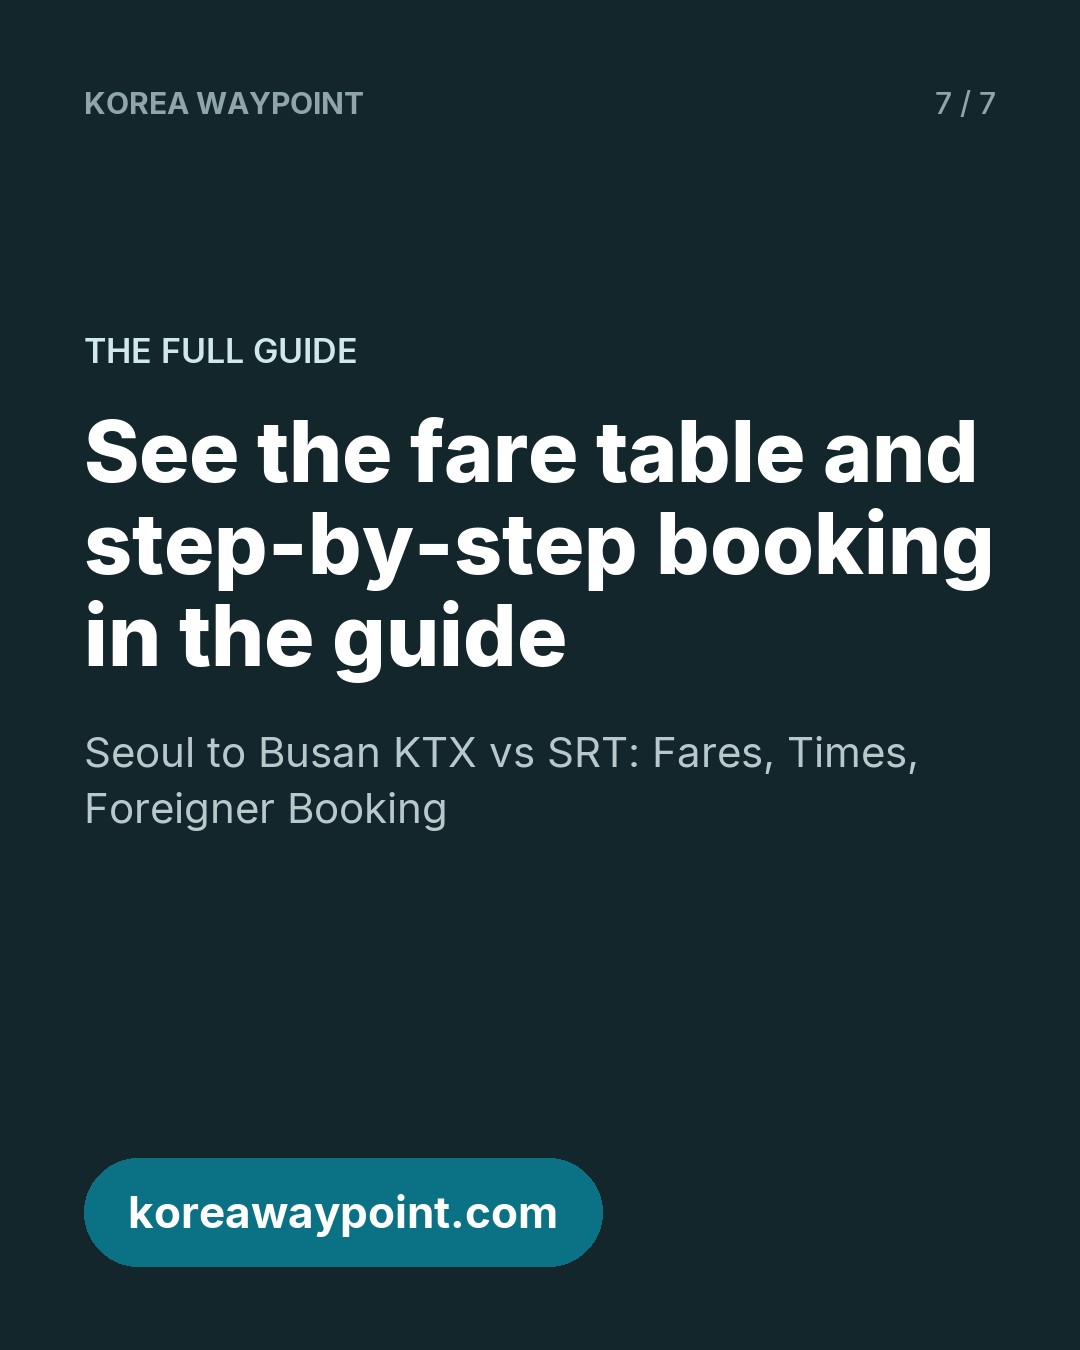 KOREA WAYPOINT
7 / 7
THE FULL GUIDE
See the fare table and
step-by-step booking
in the guide
Seoul to Busan KTX vs SRT: Fares, Times,
Foreigner Booking
koreawaypoint.com